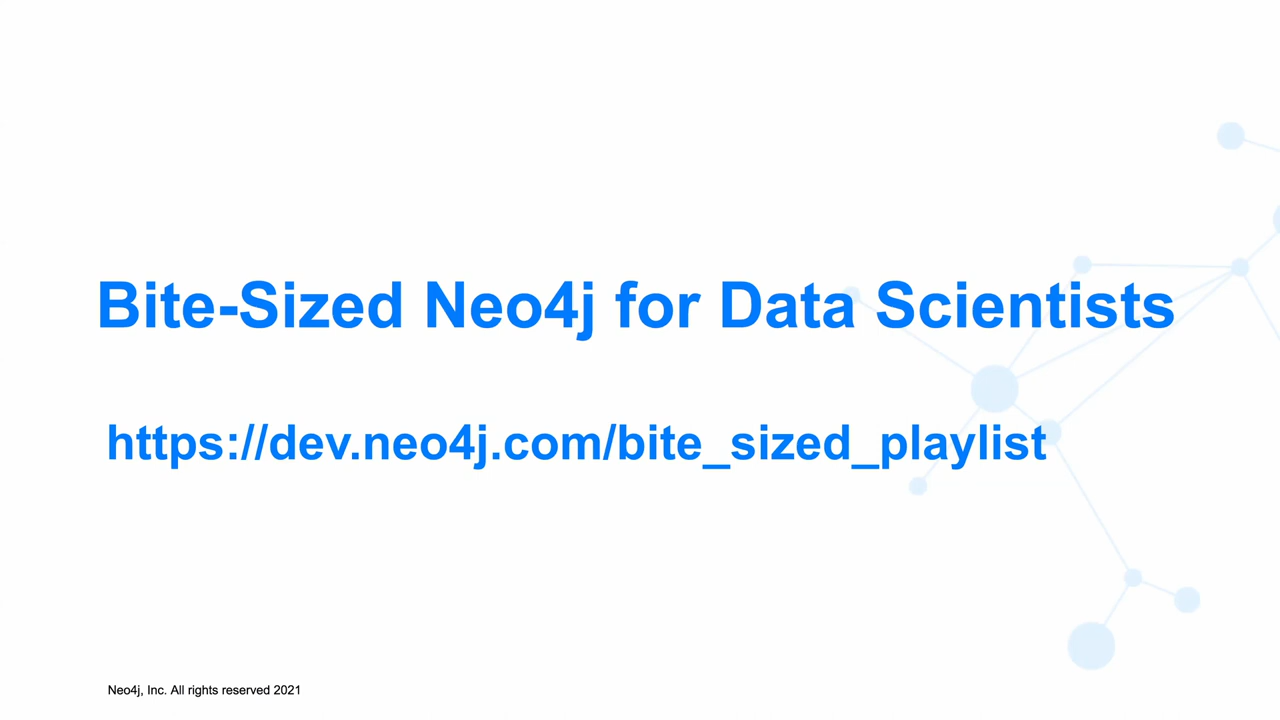 Bite-Sized Neo4j for Data Scientists
https://dev.neo4j.com/bite_sized_playlist
Neo4j, Inc. All rights reserved 2021